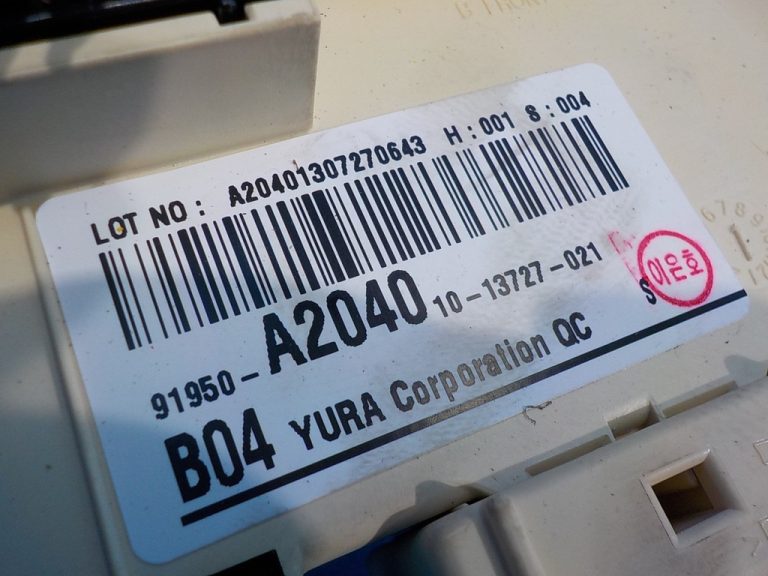 LOT NO : A20401307270643 H : 001 S : 004
91950-A2040 10-13727-021
B04 YURA Corporation QC
S
이은호